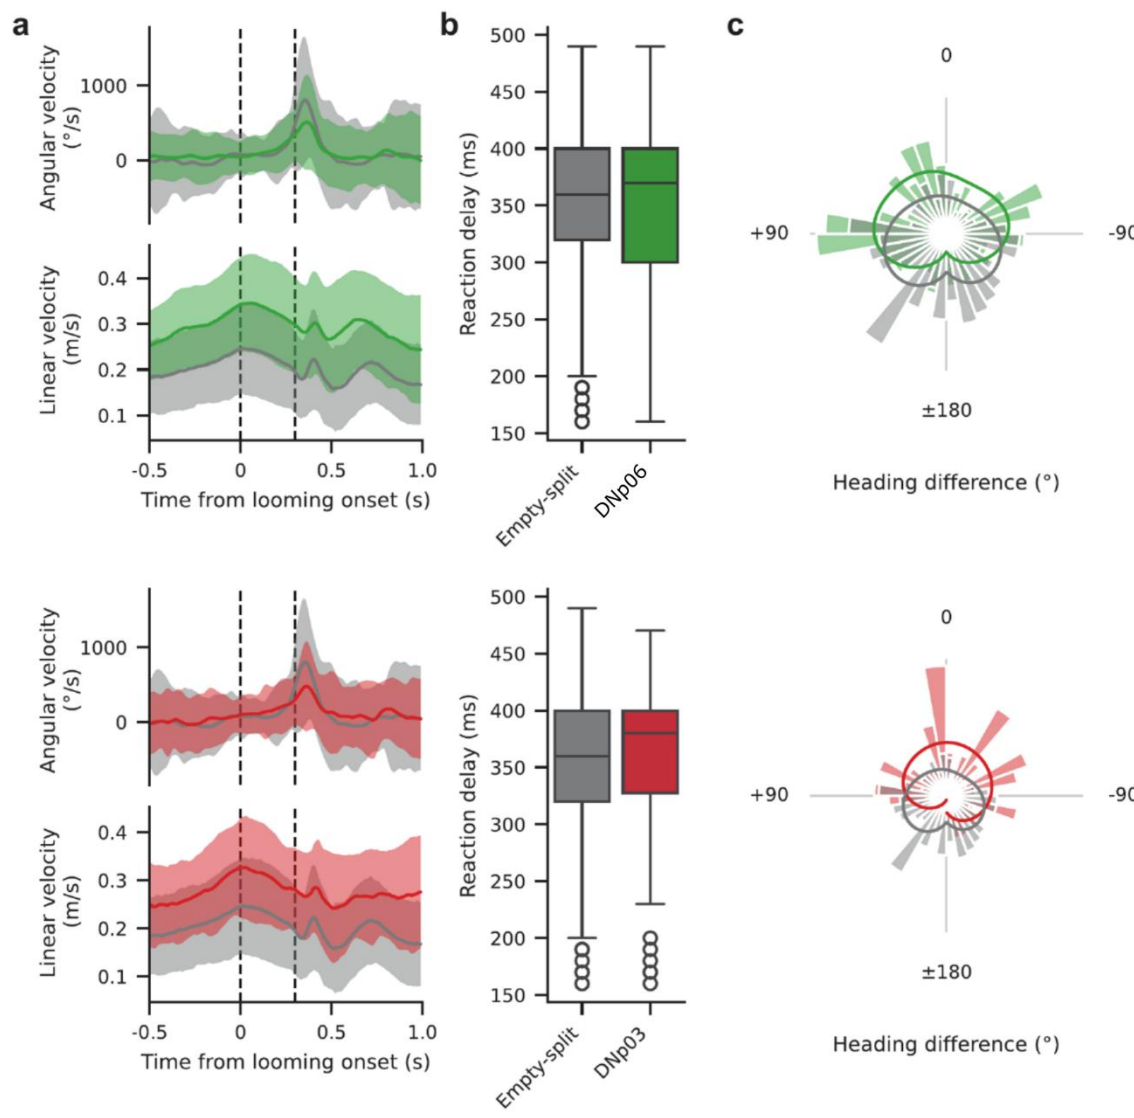 a
b
c
Angular velocity
(°/s)
1000
0
Linear velocity
(m/s)
0.4
0.3
0.2
0.1
-0.5
0
0.5
1.0
Time from looming onset (s)
Reaction delay (ms)
500
450
400
350
300
250
200
150
Empty-split
DNp06
0
+90
-90
±180
Heading difference (°)
Angular velocity
(°/s)
1000
0
Linear velocity
(m/s)
0.4
0.3
0.2
0.1
-0.5
0
0.5
1.0
Time from looming onset (s)
Reaction delay (ms)
500
450
400
350
300
250
200
150
Empty-split
DNp03
0
+90
-90
±180
Heading difference (°)